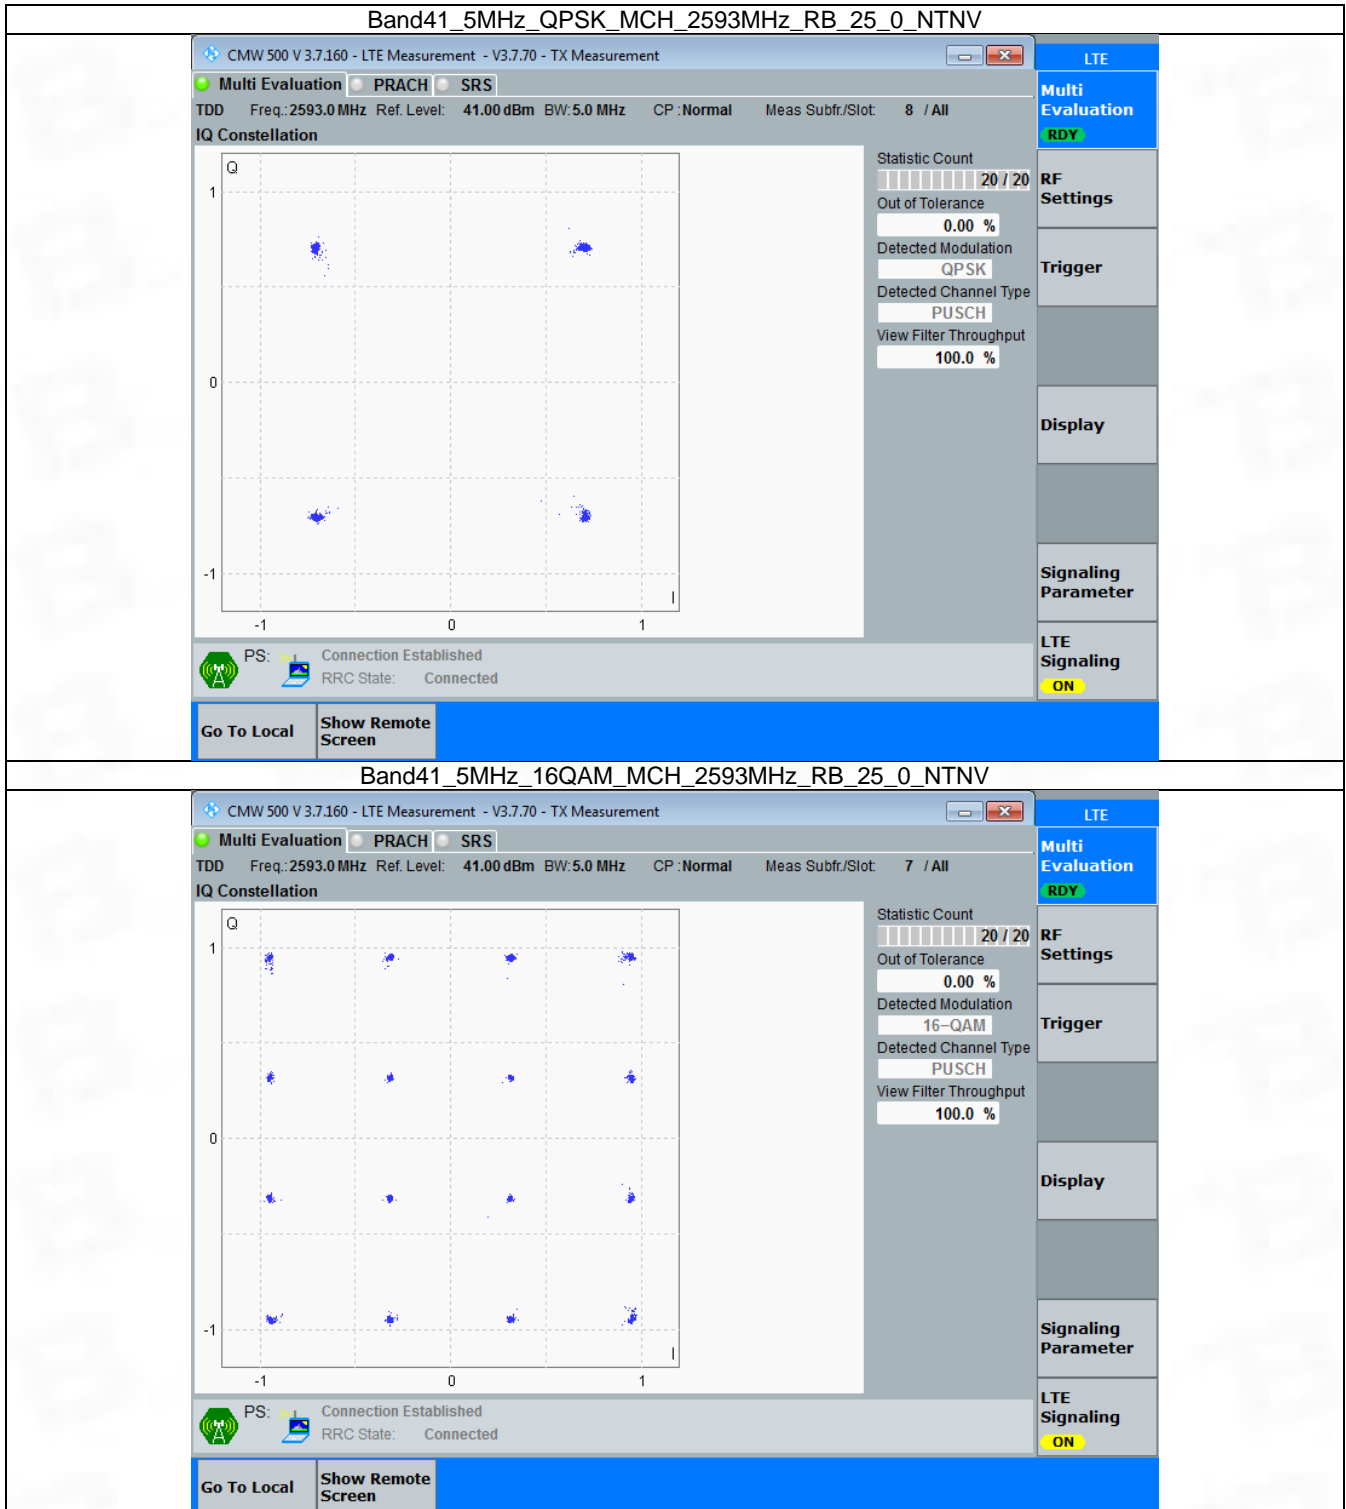 Band41_5MHz_QPSK_MCH_2593MHz_RB_25_0_NTNV
CMW 500 V 3.7.160 - LTE Measurement - V3.7.70 - TX Measurement
LTE
Multi Evaluation PRACH SRS
Multi Evaluation
RDY
TDD Freq.: 2593.0 MHz Ref. Level: 41.00 dBm BW: 5.0 MHz CP : Normal Meas Subfr./Slot: 8 / All
IQ Constellation
Q
1
0
-1
I
-1 0 1
Statistic Count
20 / 20
Out of Tolerance
0.00 %
Detected Modulation
QPSK
Detected Channel Type
PUSCH
View Filter Throughput
100.0 %
RF
Settings
Trigger
Display
Signaling
Parameter
LTE
Signaling
ON
PS: Connection Established
RRC State: Connected
Go To Local
Show Remote
Screen
Band41_5MHz_16QAM_MCH_2593MHz_RB_25_0_NTNV
CMW 500 V 3.7.160 - LTE Measurement - V3.7.70 - TX Measurement
LTE
Multi Evaluation PRACH SRS
Multi Evaluation
RDY
TDD Freq.: 2593.0 MHz Ref. Level: 41.00 dBm BW: 5.0 MHz CP : Normal Meas Subfr./Slot: 7 / All
IQ Constellation
Q
1
0
-1
I
-1 0 1
Statistic Count
20 / 20
Out of Tolerance
0.00 %
Detected Modulation
16-QAM
Detected Channel Type
PUSCH
View Filter Throughput
100.0 %
RF
Settings
Trigger
Display
Signaling
Parameter
LTE
Signaling
ON
PS: Connection Established
RRC State: Connected
Go To Local
Show Remote
Screen